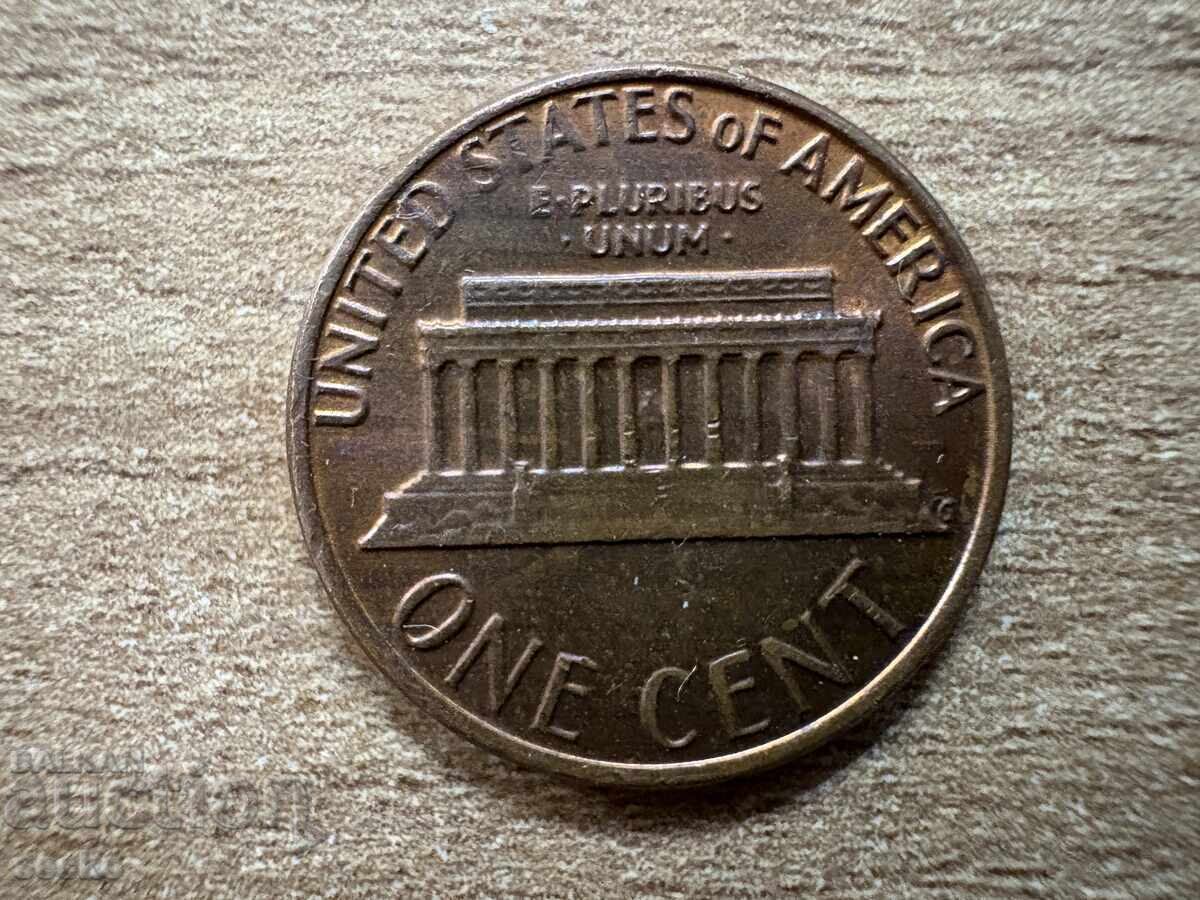 UNITED STATES OF AMERICA
E·PLURIBUS
·UNUM·
ONE CENT
BALKAN
auction